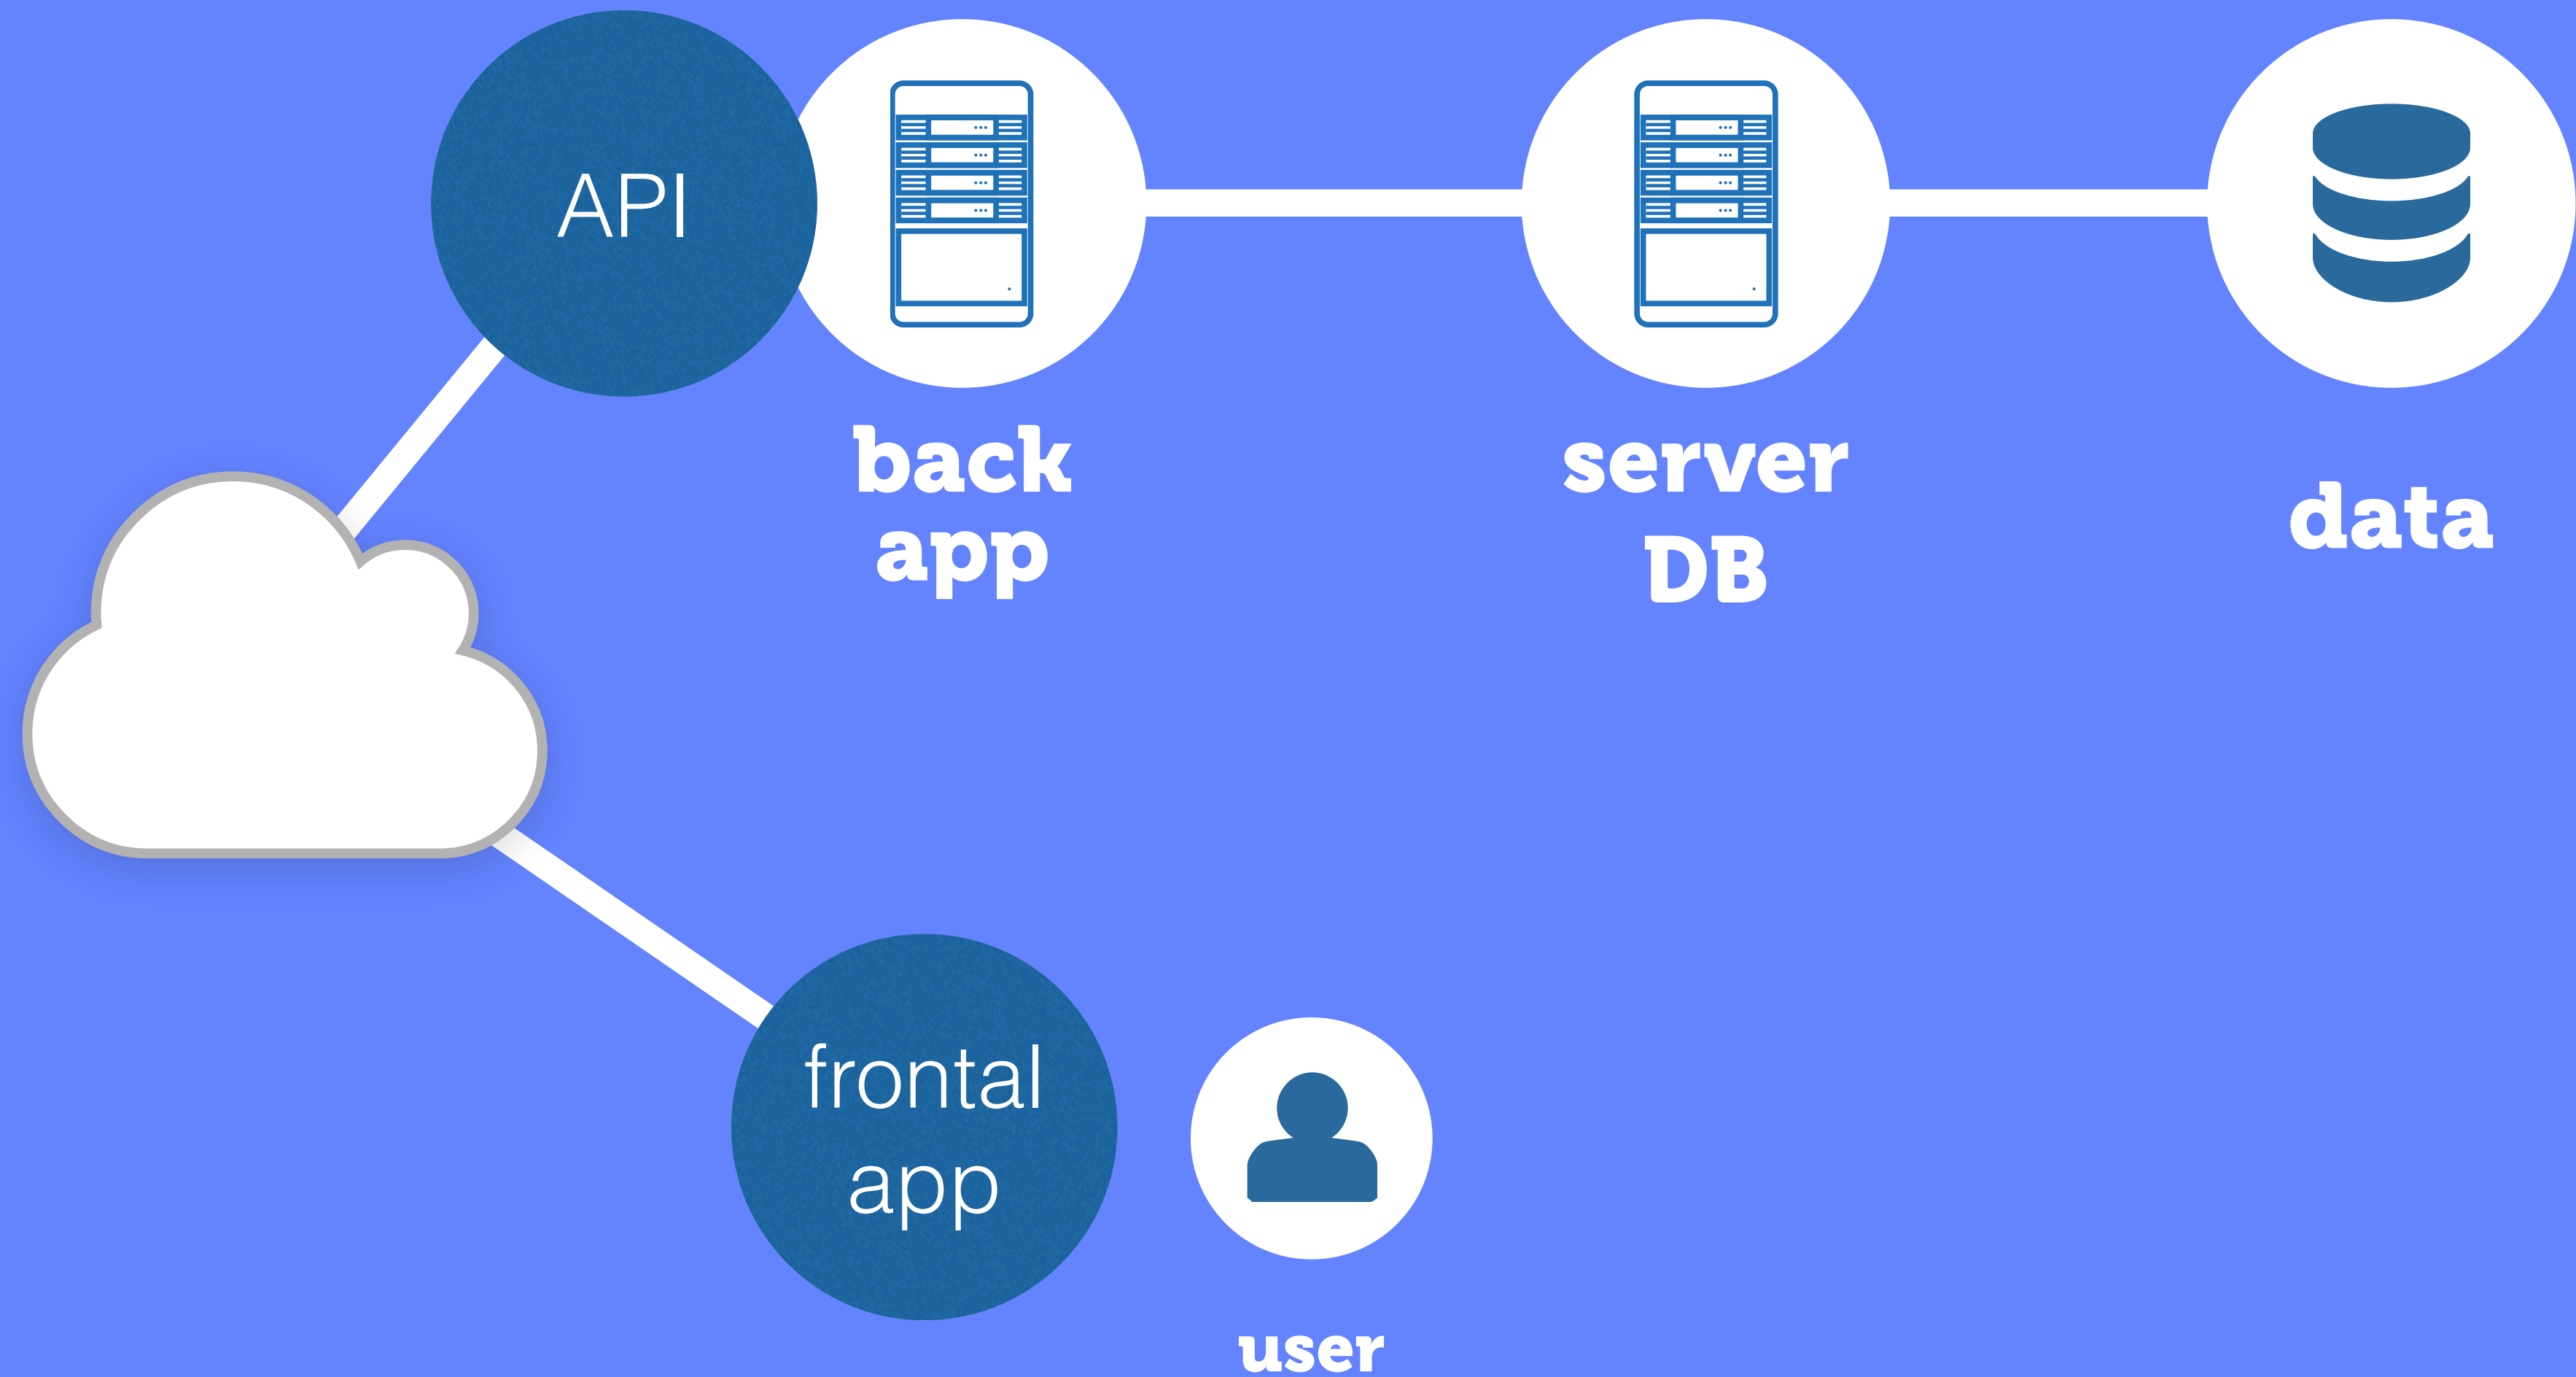 API
back
app
server
DB
data
frontal
app
user